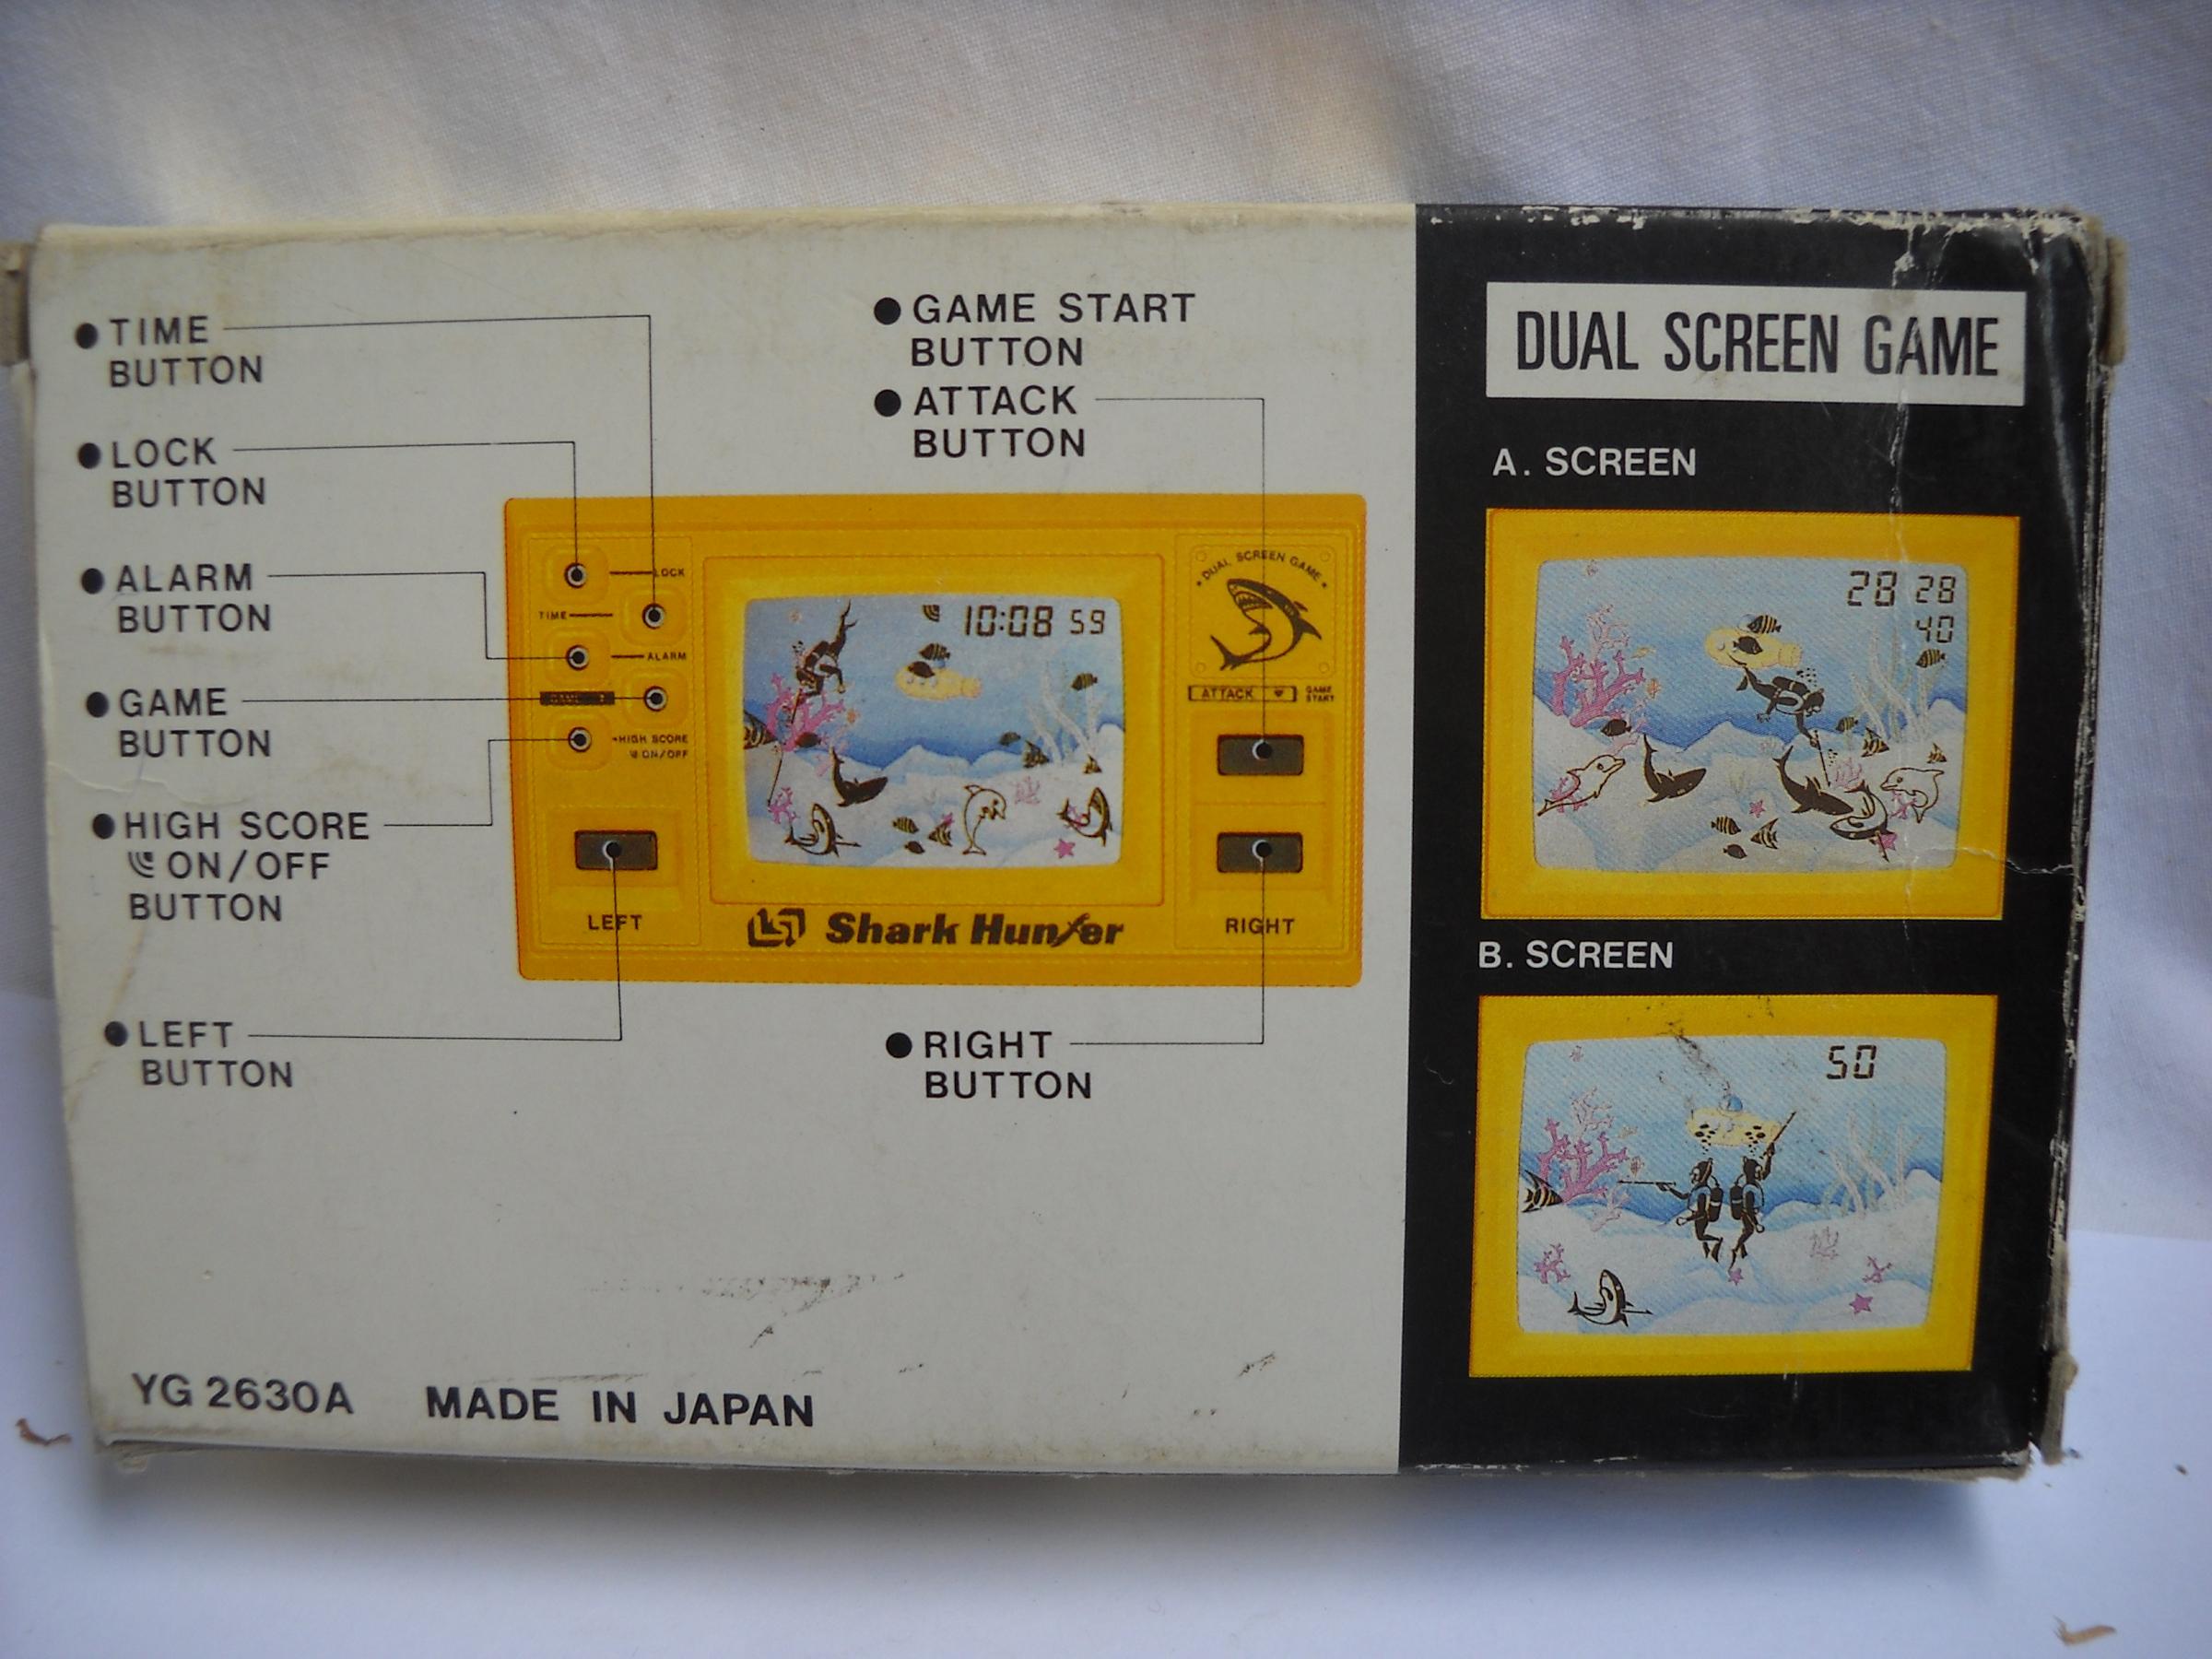 ● TIME
BUTTON
● LOCK
BUTTON
● ALARM
BUTTON
● GAME
BUTTON
● HIGH SCORE
ON/OFF
BUTTON
● LEFT
BUTTON
● GAME START
BUTTON
● ATTACK
BUTTON
LOCK
TIME
ALARM
GAME
HIGH SCORE
ON/OFF
LEFT
10:08 59
• DUAL SCREEN GAME •
ATTACK ♥ GAME
START
RIGHT
LSI Shark Hunter
● RIGHT
BUTTON
YG 2630A MADE IN JAPAN
DUAL SCREEN GAME
A. SCREEN
28 28
40
B. SCREEN
50